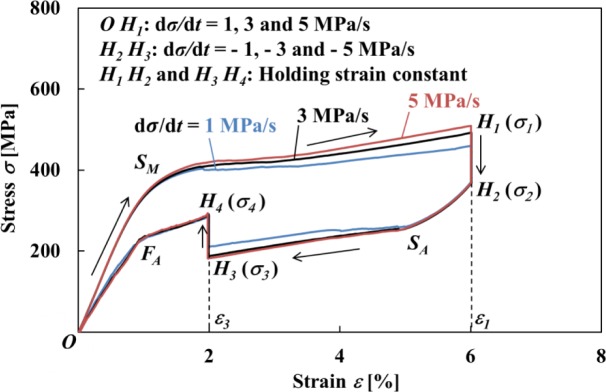 800
600
400
200
0
Stress σ [MPa]
O H1: dσ/dt = 1, 3 and 5 MPa/s
H2 H3: dσ/dt = - 1, - 3 and - 5 MPa/s
H1 H2 and H3 H4: Holding strain constant
5 MPa/s
3 MPa/s
dσ/dt = 1 MPa/s
H1 (σ1)
SM
H2 (σ2)
H4 (σ4)
FA
SA
H3 (σ3)
ε3
ε1
O
2
4
6
8
Strain ε [%]